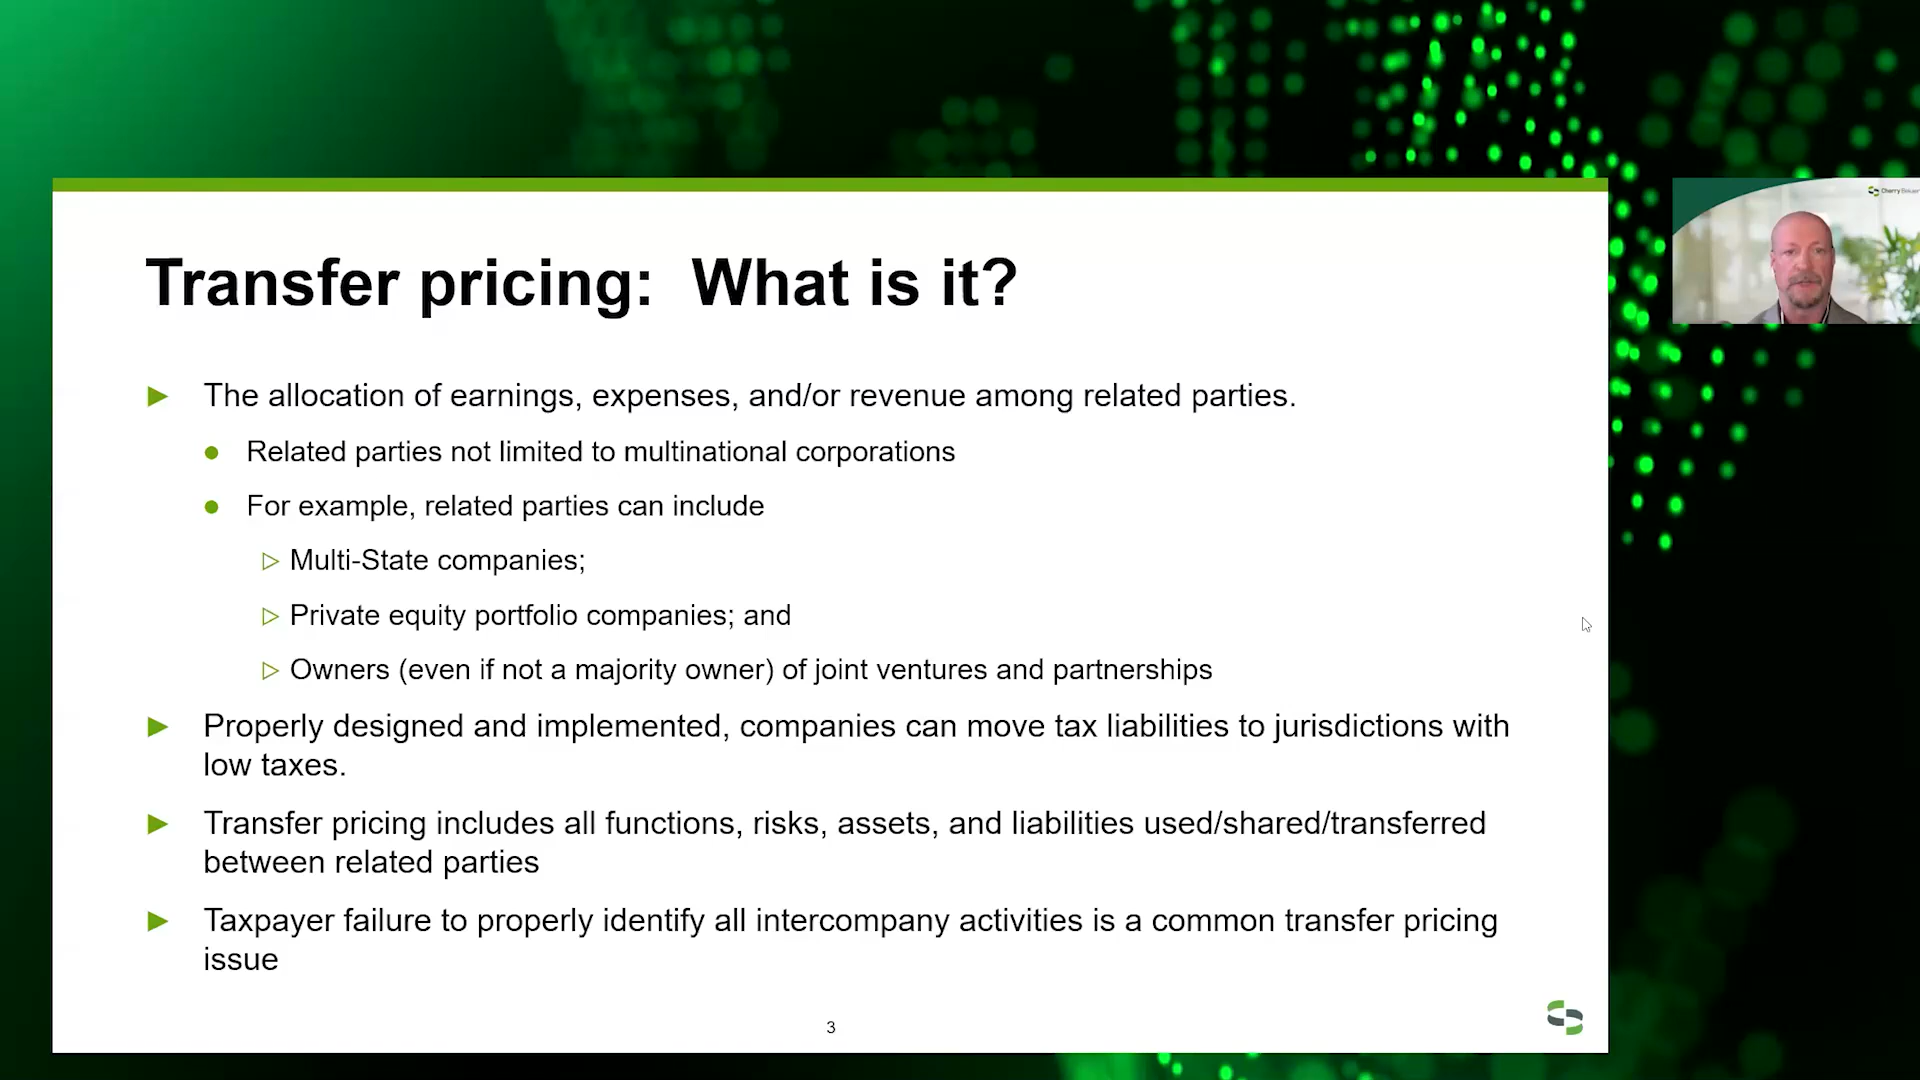 Transfer pricing: What is it?
The allocation of earnings, expenses, and/or revenue among related parties.
Related parties not limited to multinational corporations
For example, related parties can include
Multi-State companies;
Private equity portfolio companies; and
Owners (even if not a majority owner) of joint ventures and partnerships
Properly designed and implemented, companies can move tax liabilities to jurisdictions with
low taxes.
Transfer pricing includes all functions, risks, assets, and liabilities used/shared/transferred
between related parties
Taxpayer failure to properly identify all intercompany activities is a common transfer pricing
issue
3
Cherry Bekaert